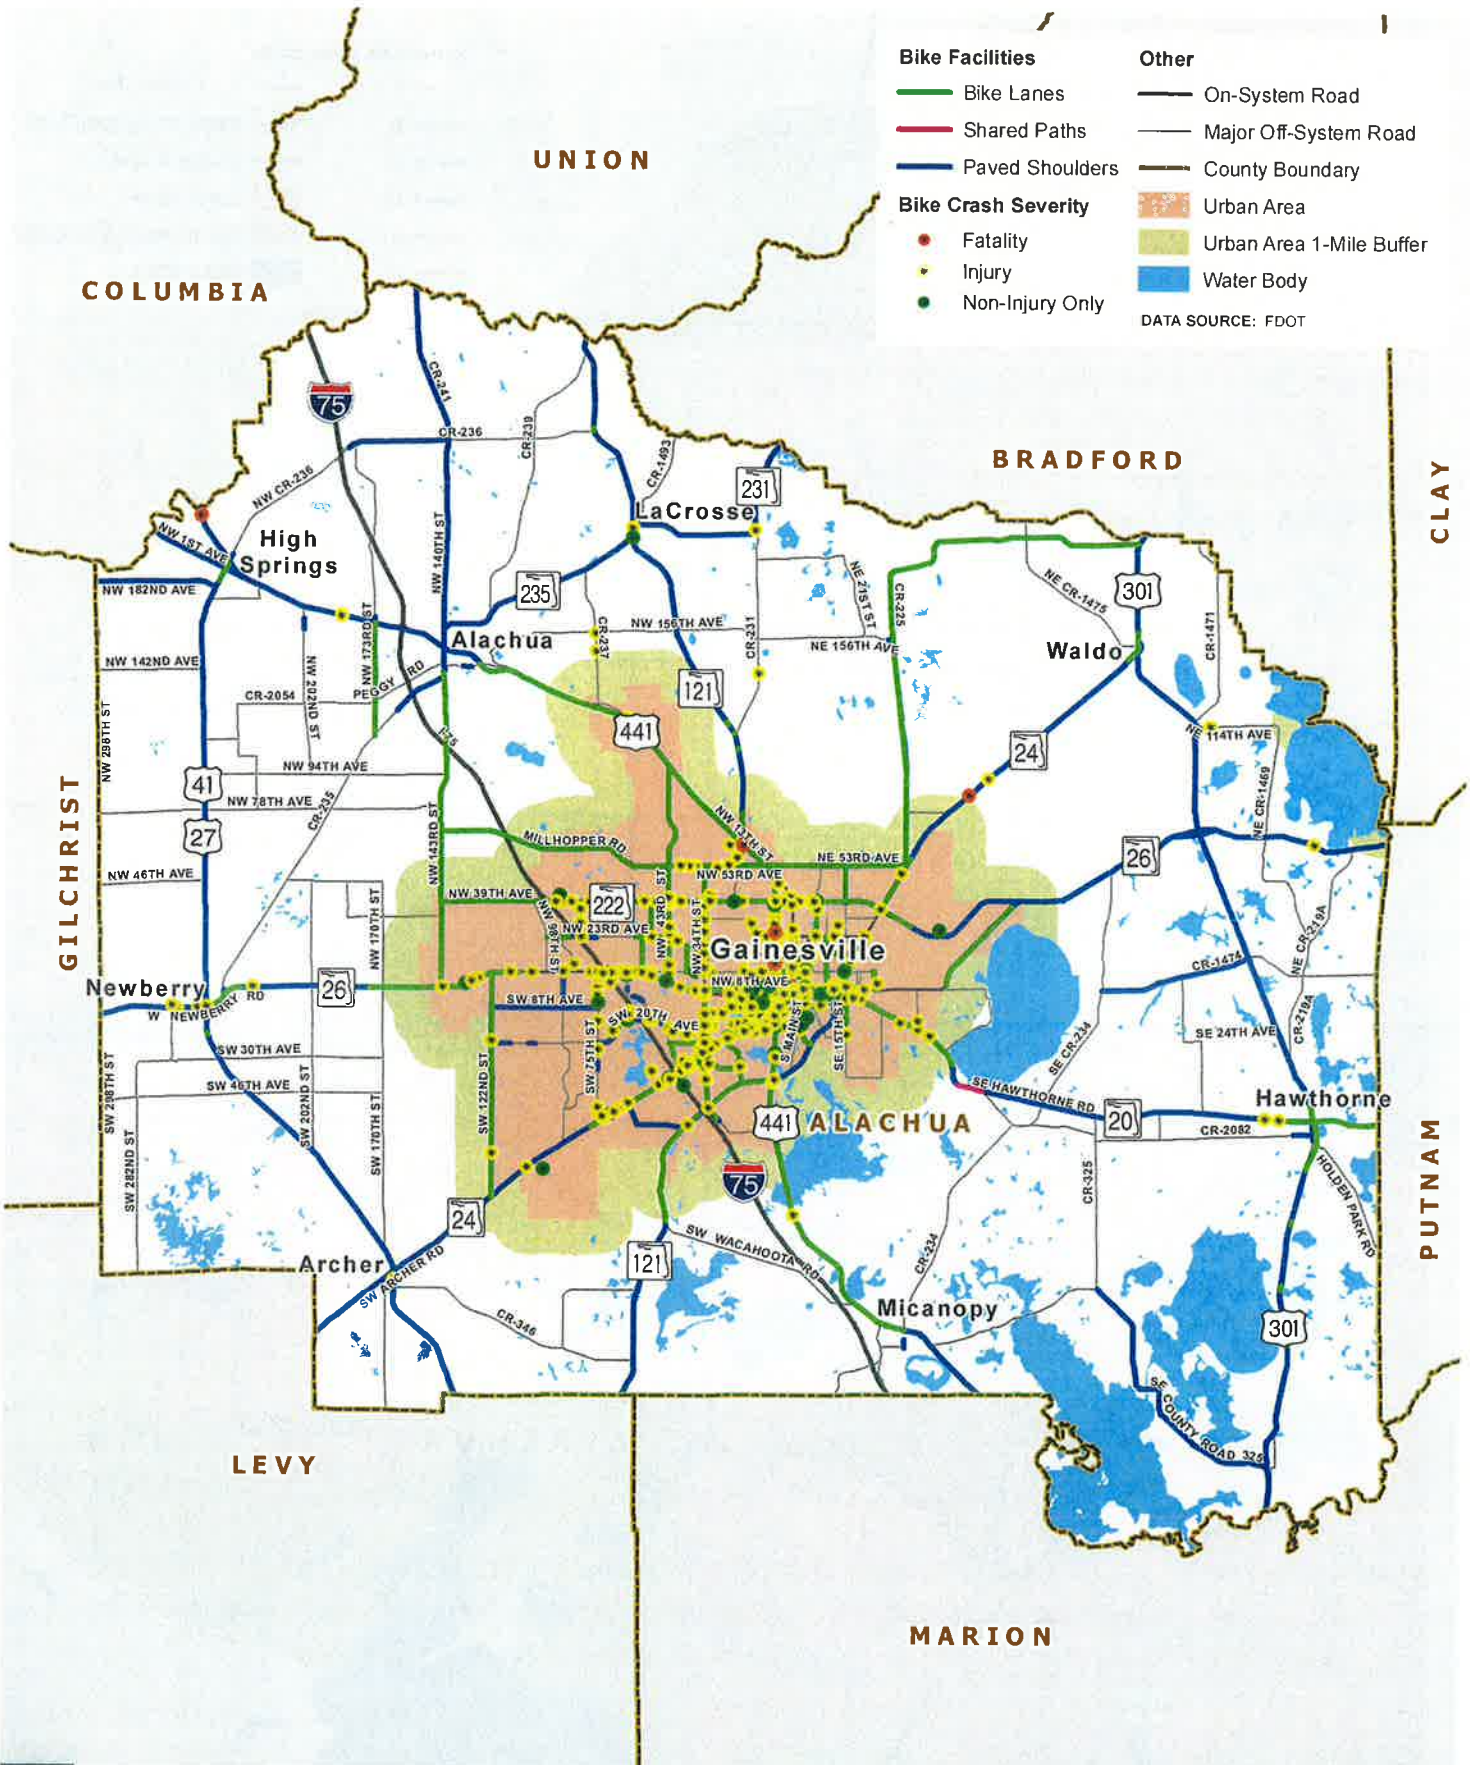 Bike Facilities
Bike Lanes
Shared Paths
Paved Shoulders
Bike Crash Severity
Fatality
Injury
Non-Injury Only
Other
On-System Road
Major Off-System Road
County Boundary
Urban Area
Urban Area 1-Mile Buffer
Water Body
DATA SOURCE: FDOT
UNION
COLUMBIA
BRADFORD
CLAY
GILCHRIST
PUTNAM
LEVY
MARION
ALACHUA
75
CR-241
CR-236
CR-239
CR-1493
231
NW CR-236
LaCrosse
NW 1ST AVE
High
Springs
NW 140TH ST
235
NW 182ND AVE
NE 21ST ST
CR-225
NE CR-1475
301
CR-1471
NW 173RD ST
Alachua
CR-237
NW 156TH AVE
CR-231
NE 156TH AVE
Waldo
NW 142ND AVE
NW 202ND ST
PEGGY RD
CR-2054
121
NW 298TH ST
441
I-75
24
NE 114TH AVE
41
NW 94TH AVE
NW 78TH AVE
CR-235
27
NW 143RD ST
NE CR-1469
MILLHOPPER RD
NW 13TH ST
NE 53RD AVE
26
NW 53RD AVE
NW 46TH AVE
NW 39TH AVE
222
NW 43RD ST
NW 34TH ST
NW 170TH ST
NW 98TH ST
NW 23RD AVE
Gainesville
NE CR-219A
CR-1474
Newberry
W NEWBERRY RD
26
NW 8TH AVE
SW 8TH AVE
SW 20TH AVE
S MAIN ST
SE 15TH ST
CR-219A
SE 24TH AVE
SE CR-234
SW 30TH AVE
SW 75TH ST
SW 46TH AVE
SW 298TH ST
SW 202ND ST
SW 122ND ST
SW 170TH ST
SE HAWTHORNE RD
20
Hawthorne
CR-2082
SW 282ND ST
441
CR-325
HOLDEN PARK RD
75
24
SW WACAHOOTA RD
CR-234
121
Archer
SW ARCHER RD
CR-346
Micanopy
301
SE COUNTY ROAD 325